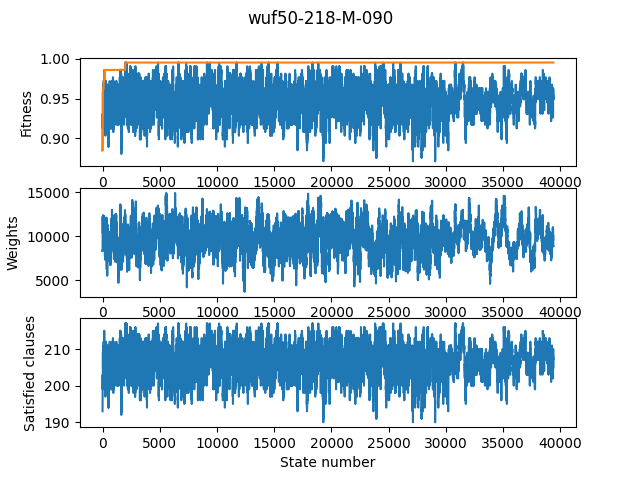 wuf50-218-M-090
1.00
0.95
0.90
Fitness
0 5000 10000 15000 20000 25000 30000 35000 40000
15000
10000
5000
Weights
0 5000 10000 15000 20000 25000 30000 35000 40000
210
200
190
Satisfied clauses
0 5000 10000 15000 20000 25000 30000 35000 40000
State number